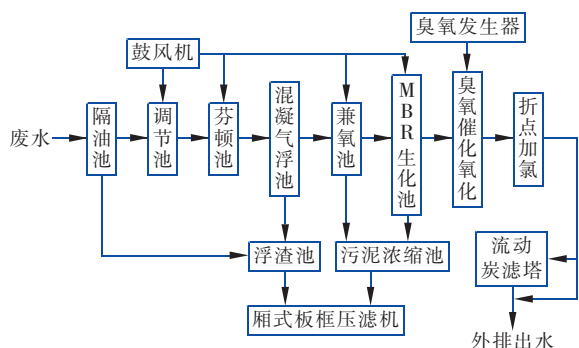 臭氧发生器
鼓风机
废水
隔油池
调节池
芬顿池
混凝气浮池
兼氧池
MBR生化池
臭氧催化氧化
折点加氯
浮渣池
污泥浓缩池
流动
炭滤塔
厢式板框压滤机
外排出水